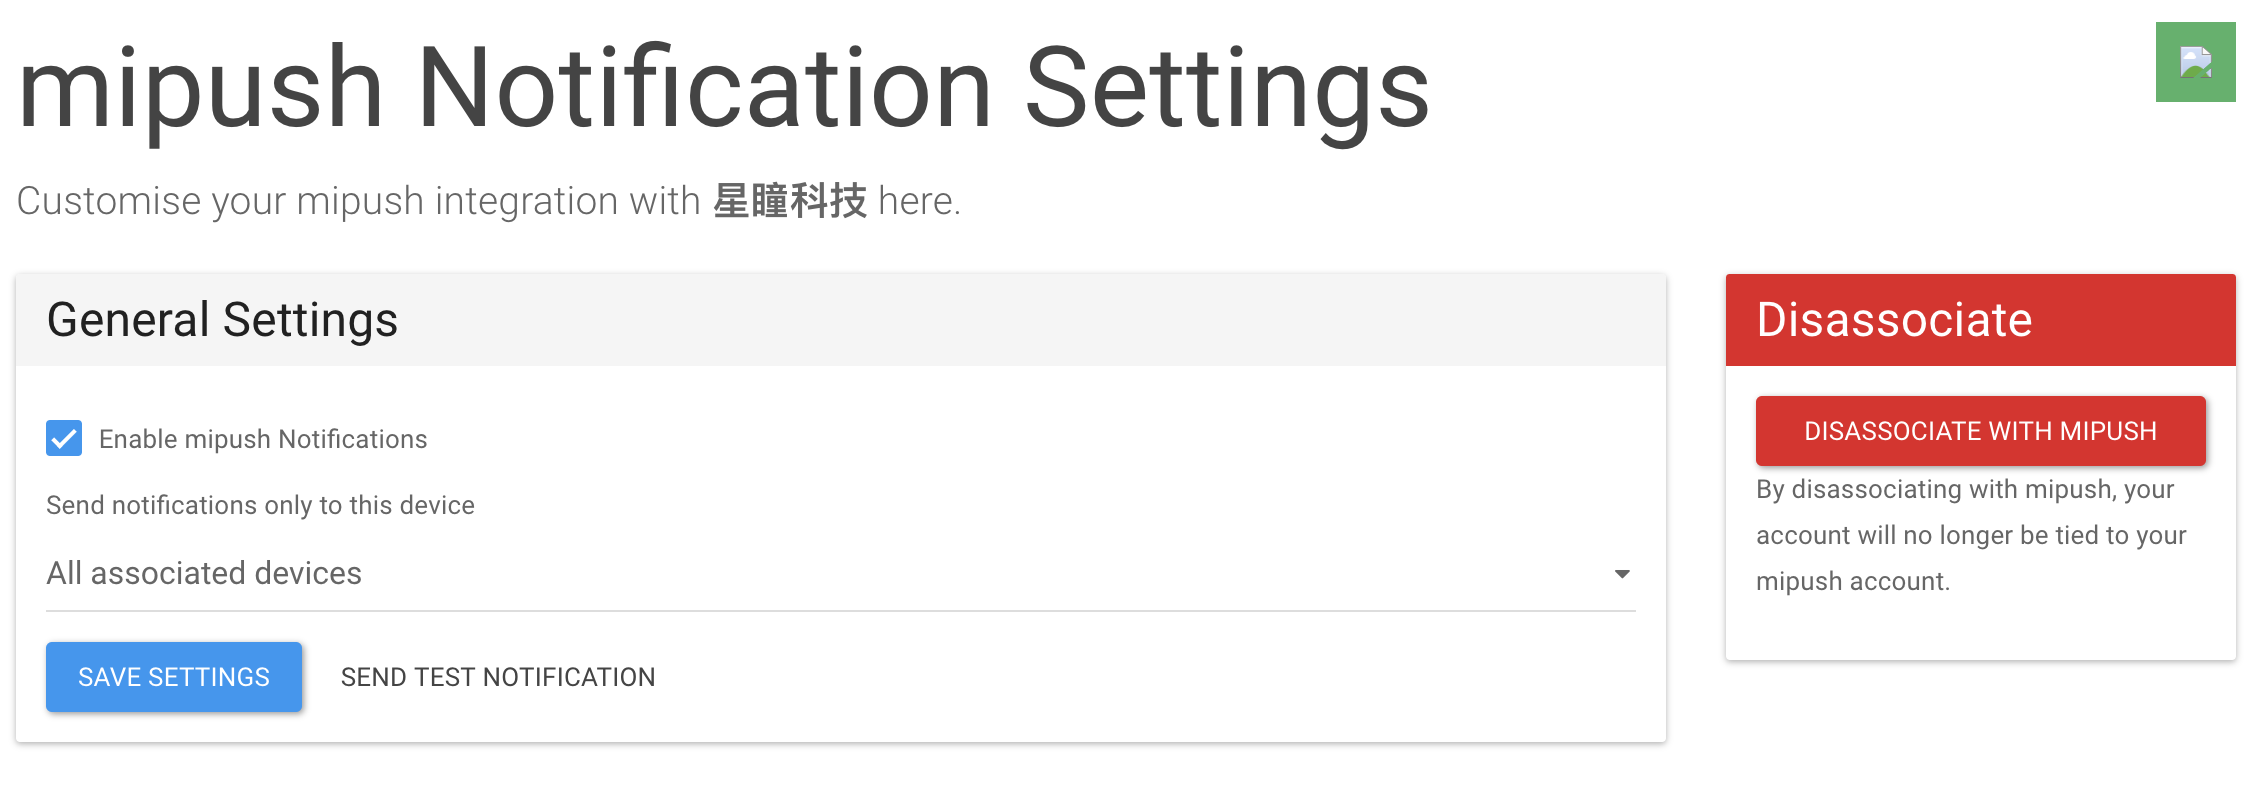 mipush Notification Settings
Customise your mipush integration with 星瞳科技 here.
General Settings
Enable mipush Notifications
Send notifications only to this device
All associated devices
SAVE SETTINGS
SEND TEST NOTIFICATION
Disassociate
DISASSOCIATE WITH MIPUSH
By disassociating with mipush, your
account will no longer be tied to your
mipush account.